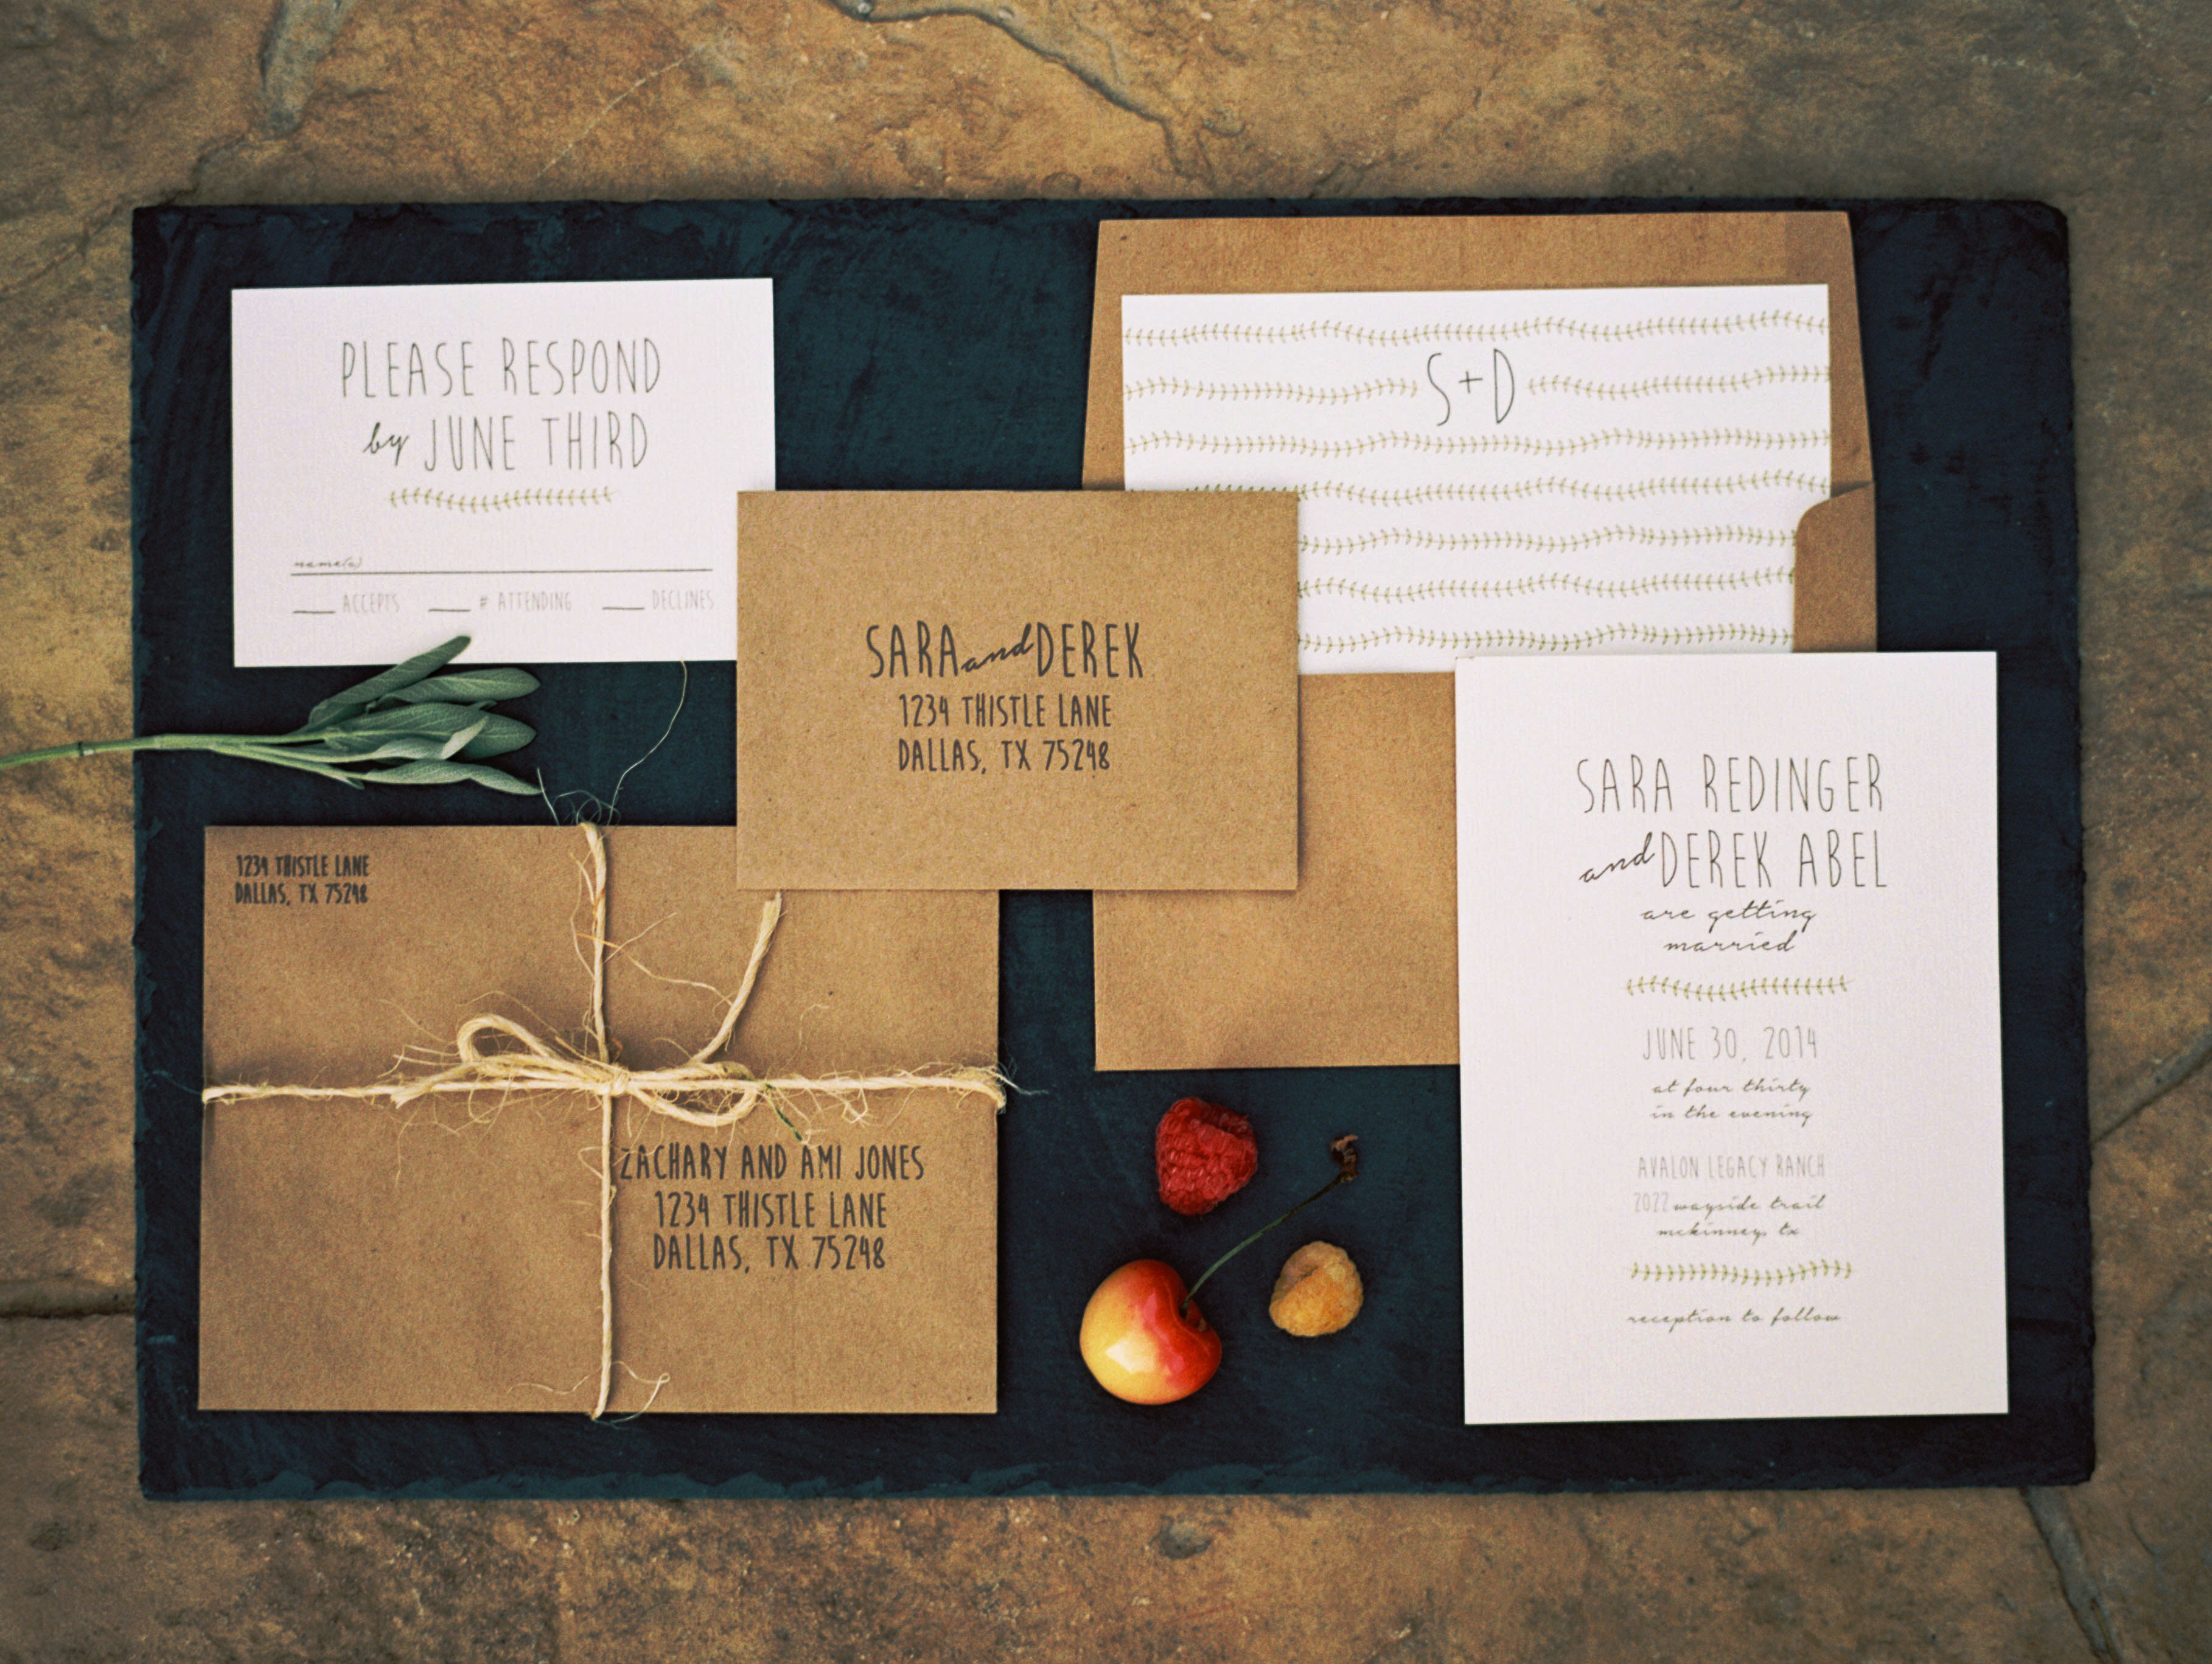 PLEASE RESPOND
by JUNE THIRD
name(s)
ACCEPTS # ATTENDING DECLINES
S+D
SARA and DEREK
1234 THISTLE LANE
DALLAS, TX 75248
1234 THISTLE LANE
DALLAS, TX 75248
ZACHARY AND AMI JONES
1234 THISTLE LANE
DALLAS, TX 75248
SARA REDINGER
and DEREK ABEL
are getting
married
JUNE 30, 2014
at four thirty
in the evening
AVALON LEGACY RANCH
2022 wayside trail
mckinney, tx
reception to follow